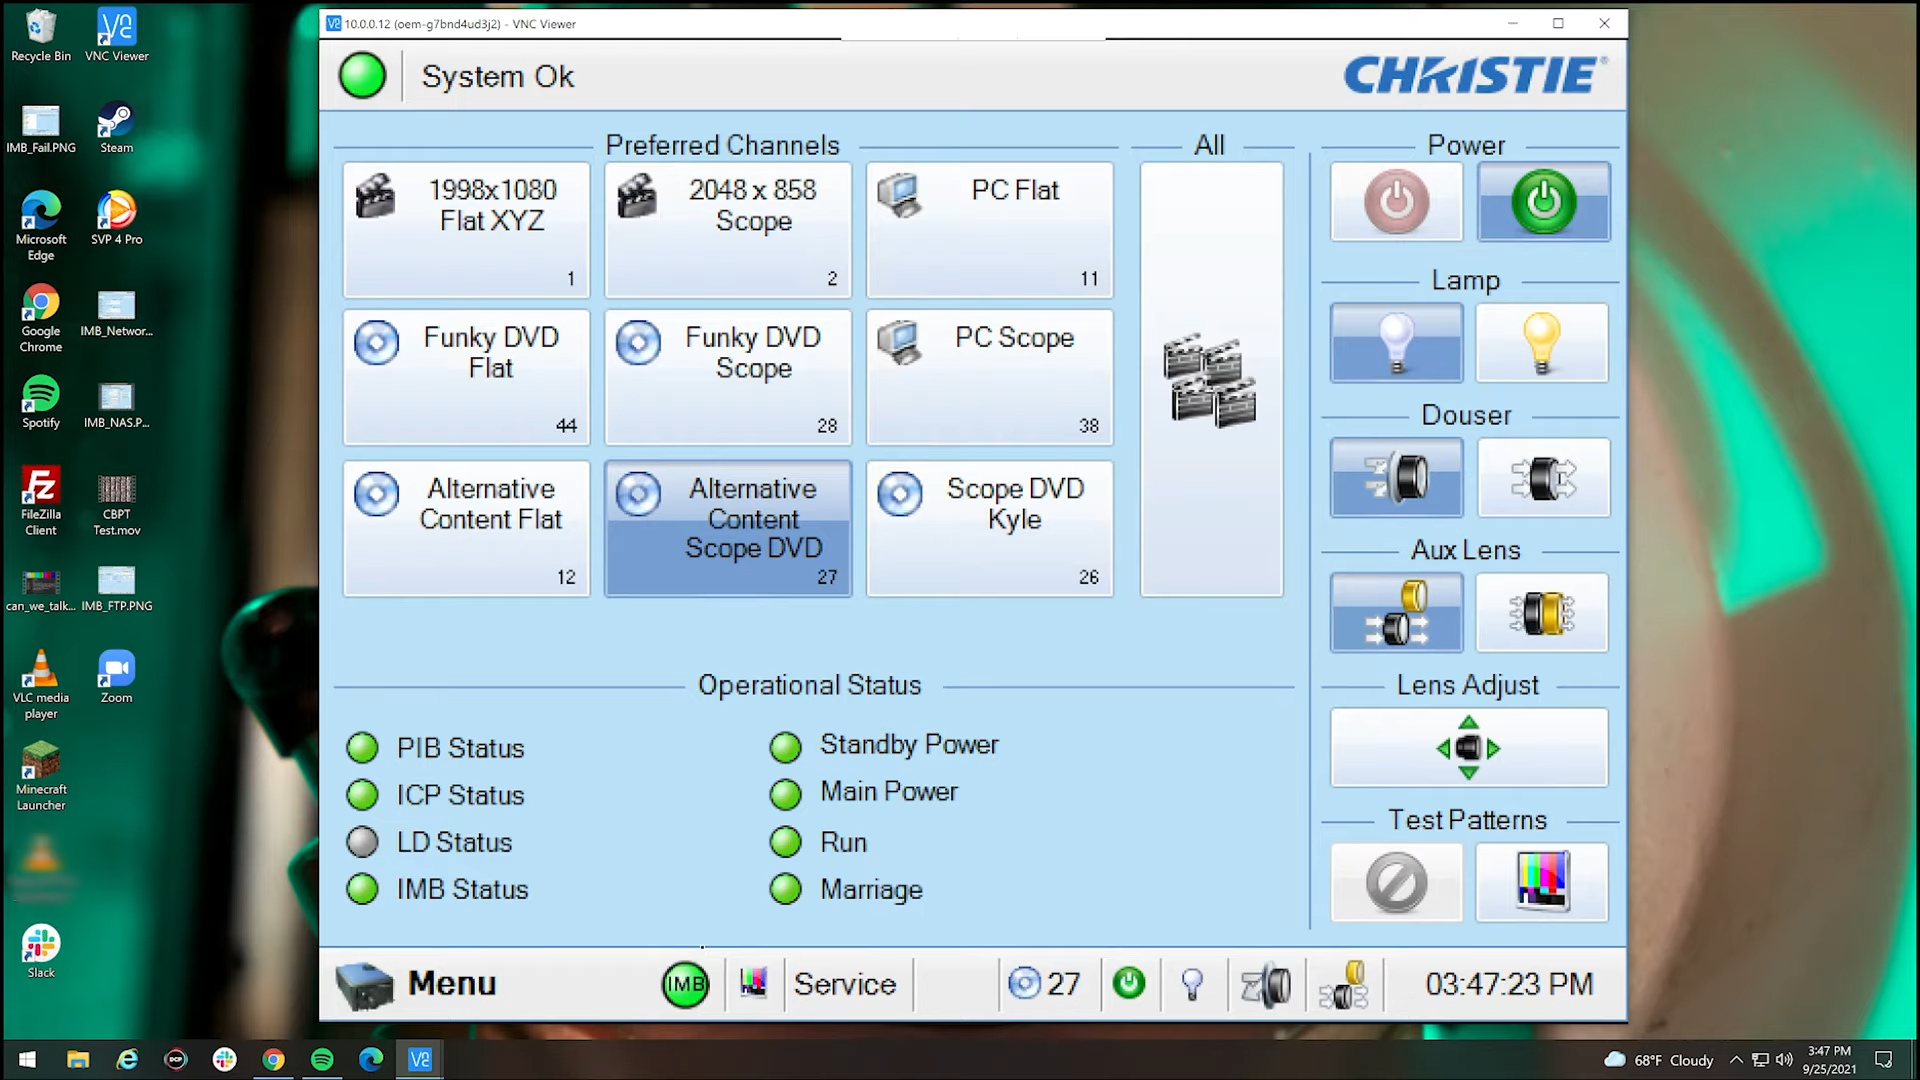 10.0.0.12 (oem-g7bnd4ud3j2) - VNC Viewer
Recycle Bin
VNC Viewer
IMB_Fail.PNG
Steam
Microsoft
Edge
SVP 4 Pro
Google
Chrome
IMB_Networ...
Spotify
IMB_NAS.P...
FileZilla
Client
CBPT
Test.mov
can_we_talk...
IMB_FTP.PNG
VLC media
player
Zoom
Minecraft
Launcher
Slack
System Ok
CHRISTIE®
Preferred Channels
All
1998x1080
Flat XYZ
1
2048 x 858
Scope
2
PC Flat
11
Funky DVD
Flat
44
Funky DVD
Scope
28
PC Scope
38
Alternative
Content Flat
12
Alternative
Content
Scope DVD
27
Scope DVD
Kyle
26
Power
Lamp
Douser
Aux Lens
Lens Adjust
Test Patterns
Operational Status
PIB Status
ICP Status
LD Status
IMB Status
Standby Power
Main Power
Run
Marriage
Menu
IMB
Service
27
03:47:23 PM
DCP
68°F Cloudy
3:47 PM
9/25/2021